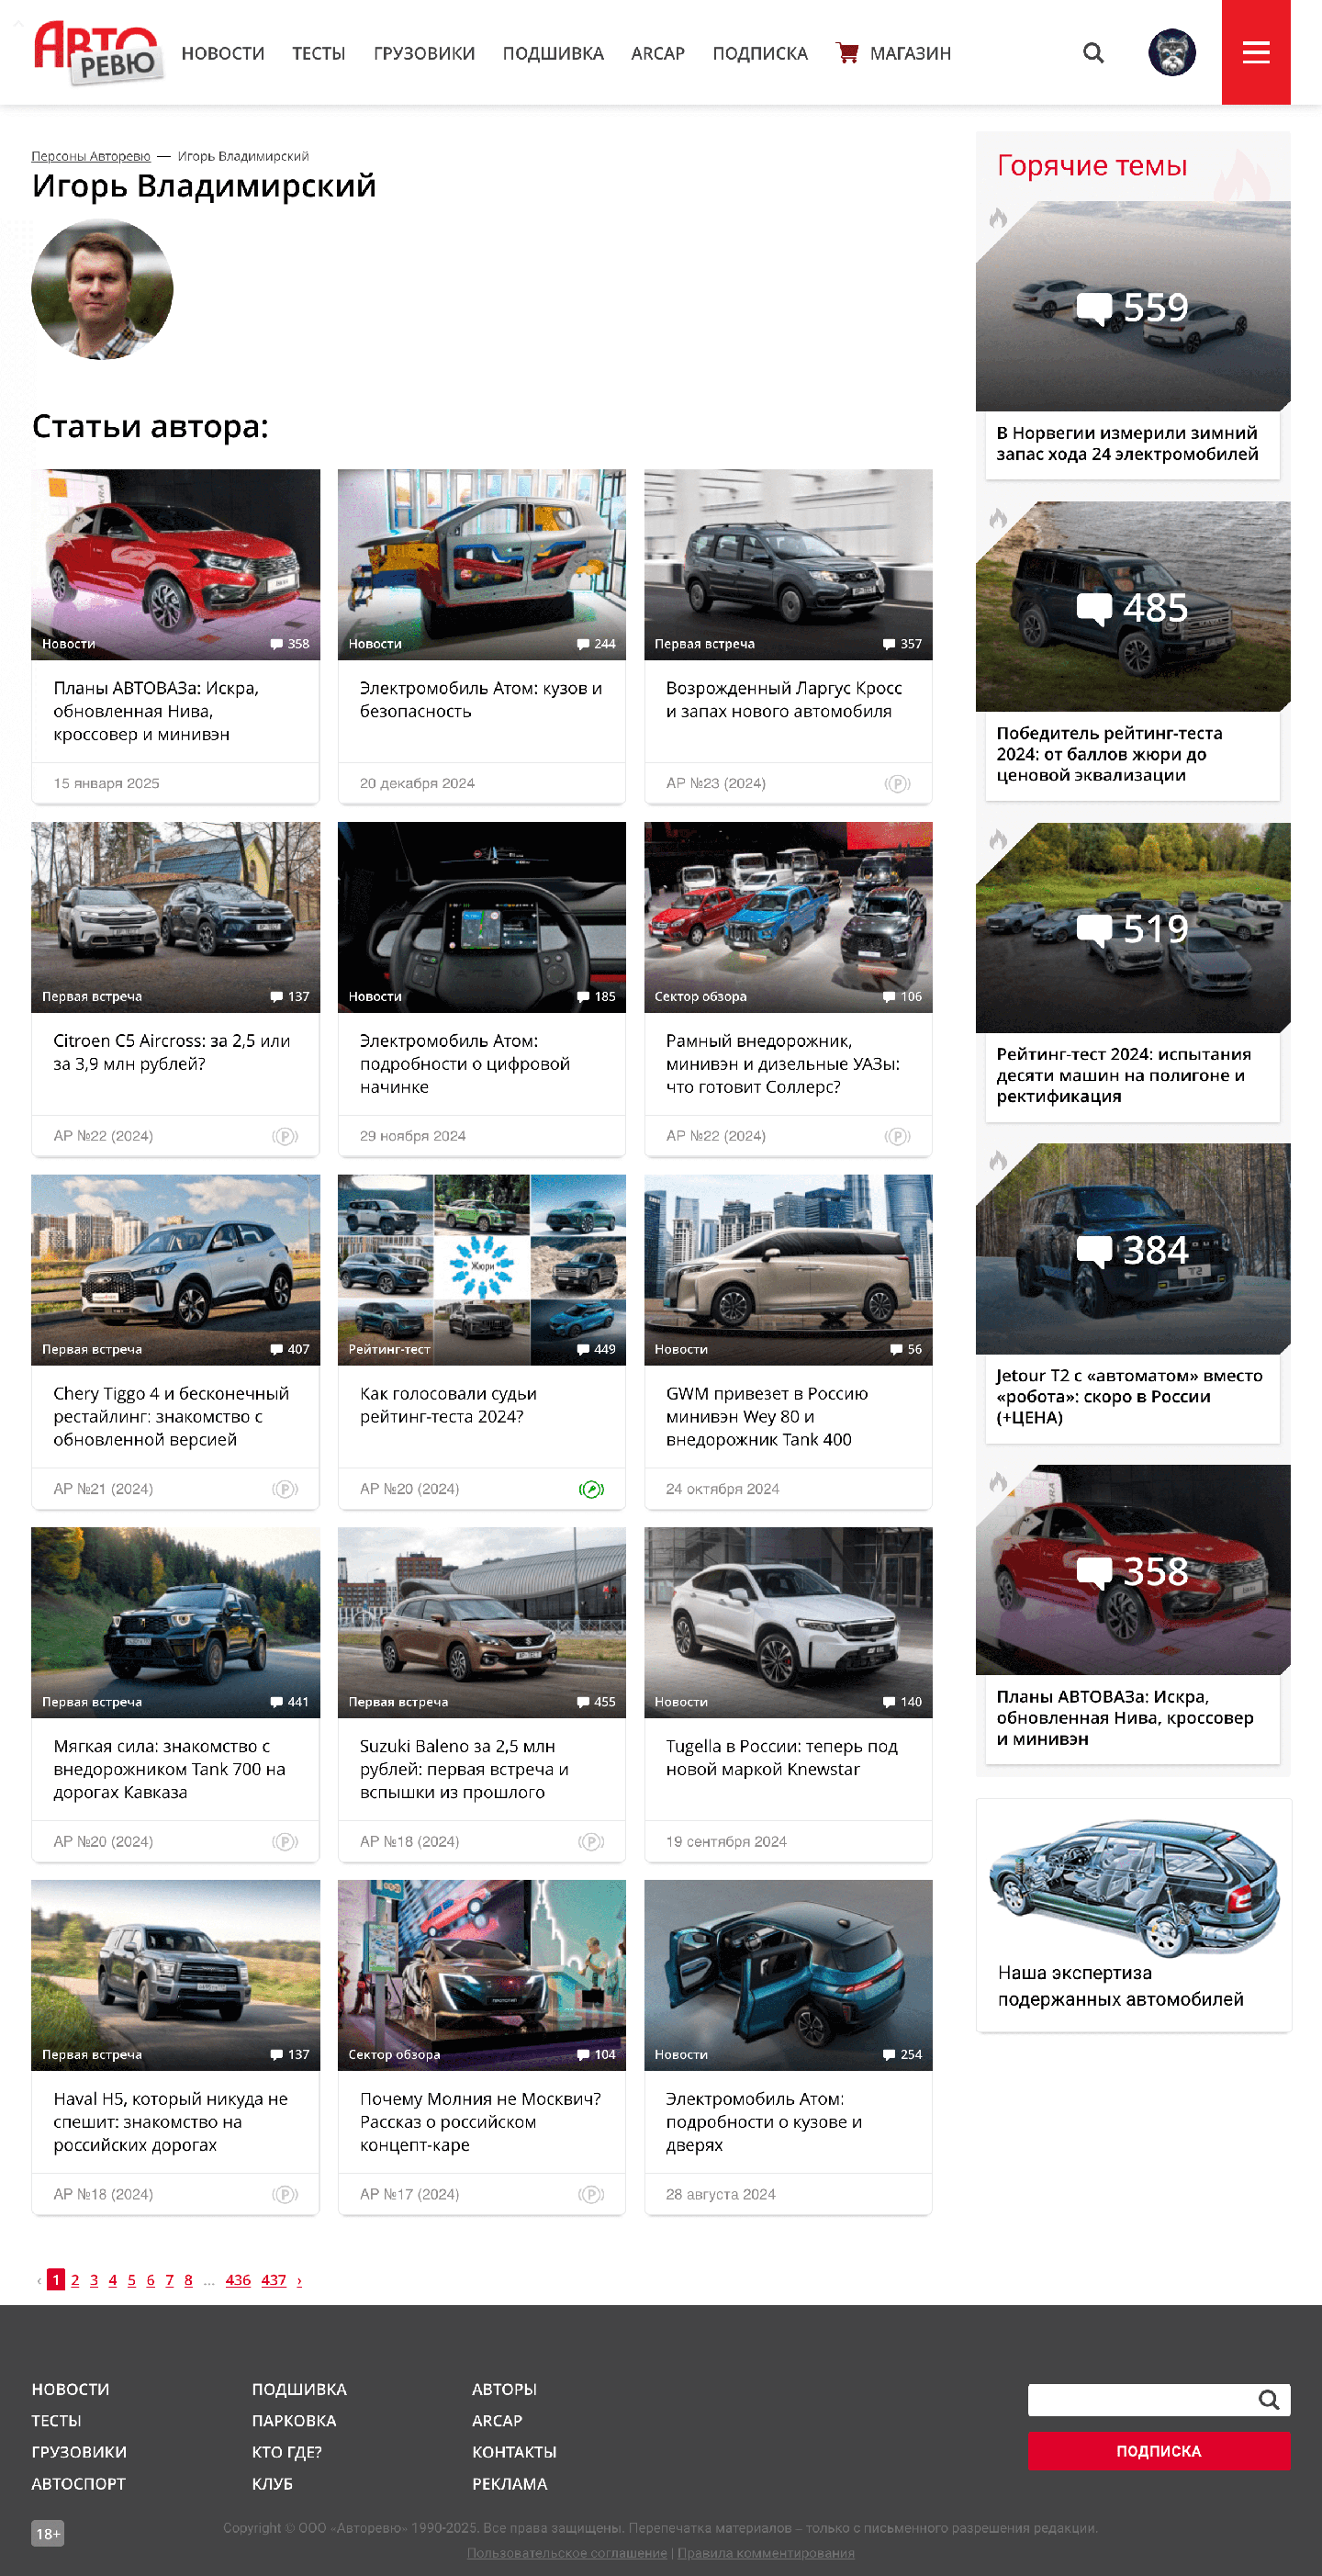 АВТО
РЕВЮ
НОВОСТИ ТЕСТЫ ГРУЗОВИКИ ПОДШИВКА ARCAP ПОДПИСКА МАГАЗИН
Персоны Авторевю — Игорь Владимирский
Игорь Владимирский
Статьи автора:
Новости 358
Планы АВТОВАЗа: Искра,
обновленная Нива,
кроссовер и минивэн
15 января 2025
Новости 244
Электромобиль Атом: кузов и
безопасность
20 декабря 2024
Первая встреча 357
Возрожденный Ларгус Кросс
и запах нового автомобиля
АР №23 (2024)
Первая встреча 137
Citroen C5 Aircross: за 2,5 или
за 3,9 млн рублей?
АР №22 (2024)
Новости 185
Электромобиль Атом:
подробности о цифровой
начинке
29 ноября 2024
Сектор обзора 106
Рамный внедорожник,
минивэн и дизельные УАЗы:
что готовит Соллерс?
АР №22 (2024)
Первая встреча 407
Chery Tiggo 4 и бесконечный
рестайлинг: знакомство с
обновленной версией
АР №21 (2024)
Жюри
Рейтинг-тест 449
Как голосовали судьи
рейтинг-теста 2024?
АР №20 (2024)
Новости 56
GWM привезет в Россию
минивэн Wey 80 и
внедорожник Tank 400
24 октября 2024
Первая встреча 441
Мягкая сила: знакомство с
внедорожником Tank 700 на
дорогах Кавказа
АР №20 (2024)
Первая встреча 455
Suzuki Baleno за 2,5 млн
рублей: первая встреча и
вспышки из прошлого
АР №18 (2024)
Новости 140
Tugella в России: теперь под
новой маркой Knewstar
19 сентября 2024
Первая встреча 137
Haval H5, который никуда не
спешит: знакомство на
российских дорогах
АР №18 (2024)
Сектор обзора 104
Почему Молния не Москвич?
Рассказ о российском
концепт-каре
АР №17 (2024)
Новости 254
Электромобиль Атом:
подробности о кузове и
дверях
28 августа 2024
‹ 1 2 3 4 5 6 7 8 ... 436 437 ›
Горячие темы
559
В Норвегии измерили зимний
запас хода 24 электромобилей
485
Победитель рейтинг-теста
2024: от баллов жюри до
ценовой эквализации
519
Рейтинг-тест 2024: испытания
десяти машин на полигоне и
ректификация
384
T2
Jetour T2 с «автоматом» вместо
«робота»: скоро в России
(+ЦЕНА)
358
Планы АВТОВАЗа: Искра,
обновленная Нива, кроссовер
и минивэн
Наша экспертиза
подержанных автомобилей
НОВОСТИ ПОДШИВКА АВТОРЫ
ТЕСТЫ ПАРКОВКА ARCAP
ГРУЗОВИКИ КТО ГДЕ? КОНТАКТЫ
АВТОСПОРТ КЛУБ РЕКЛАМА
ПОДПИСКА
18+
Copyright © ООО «Авторевю» 1990-2025. Все права защищены. Перепечатка материалов – только с письменного разрешения редакции.
Пользовательское соглашение | Правила комментирования